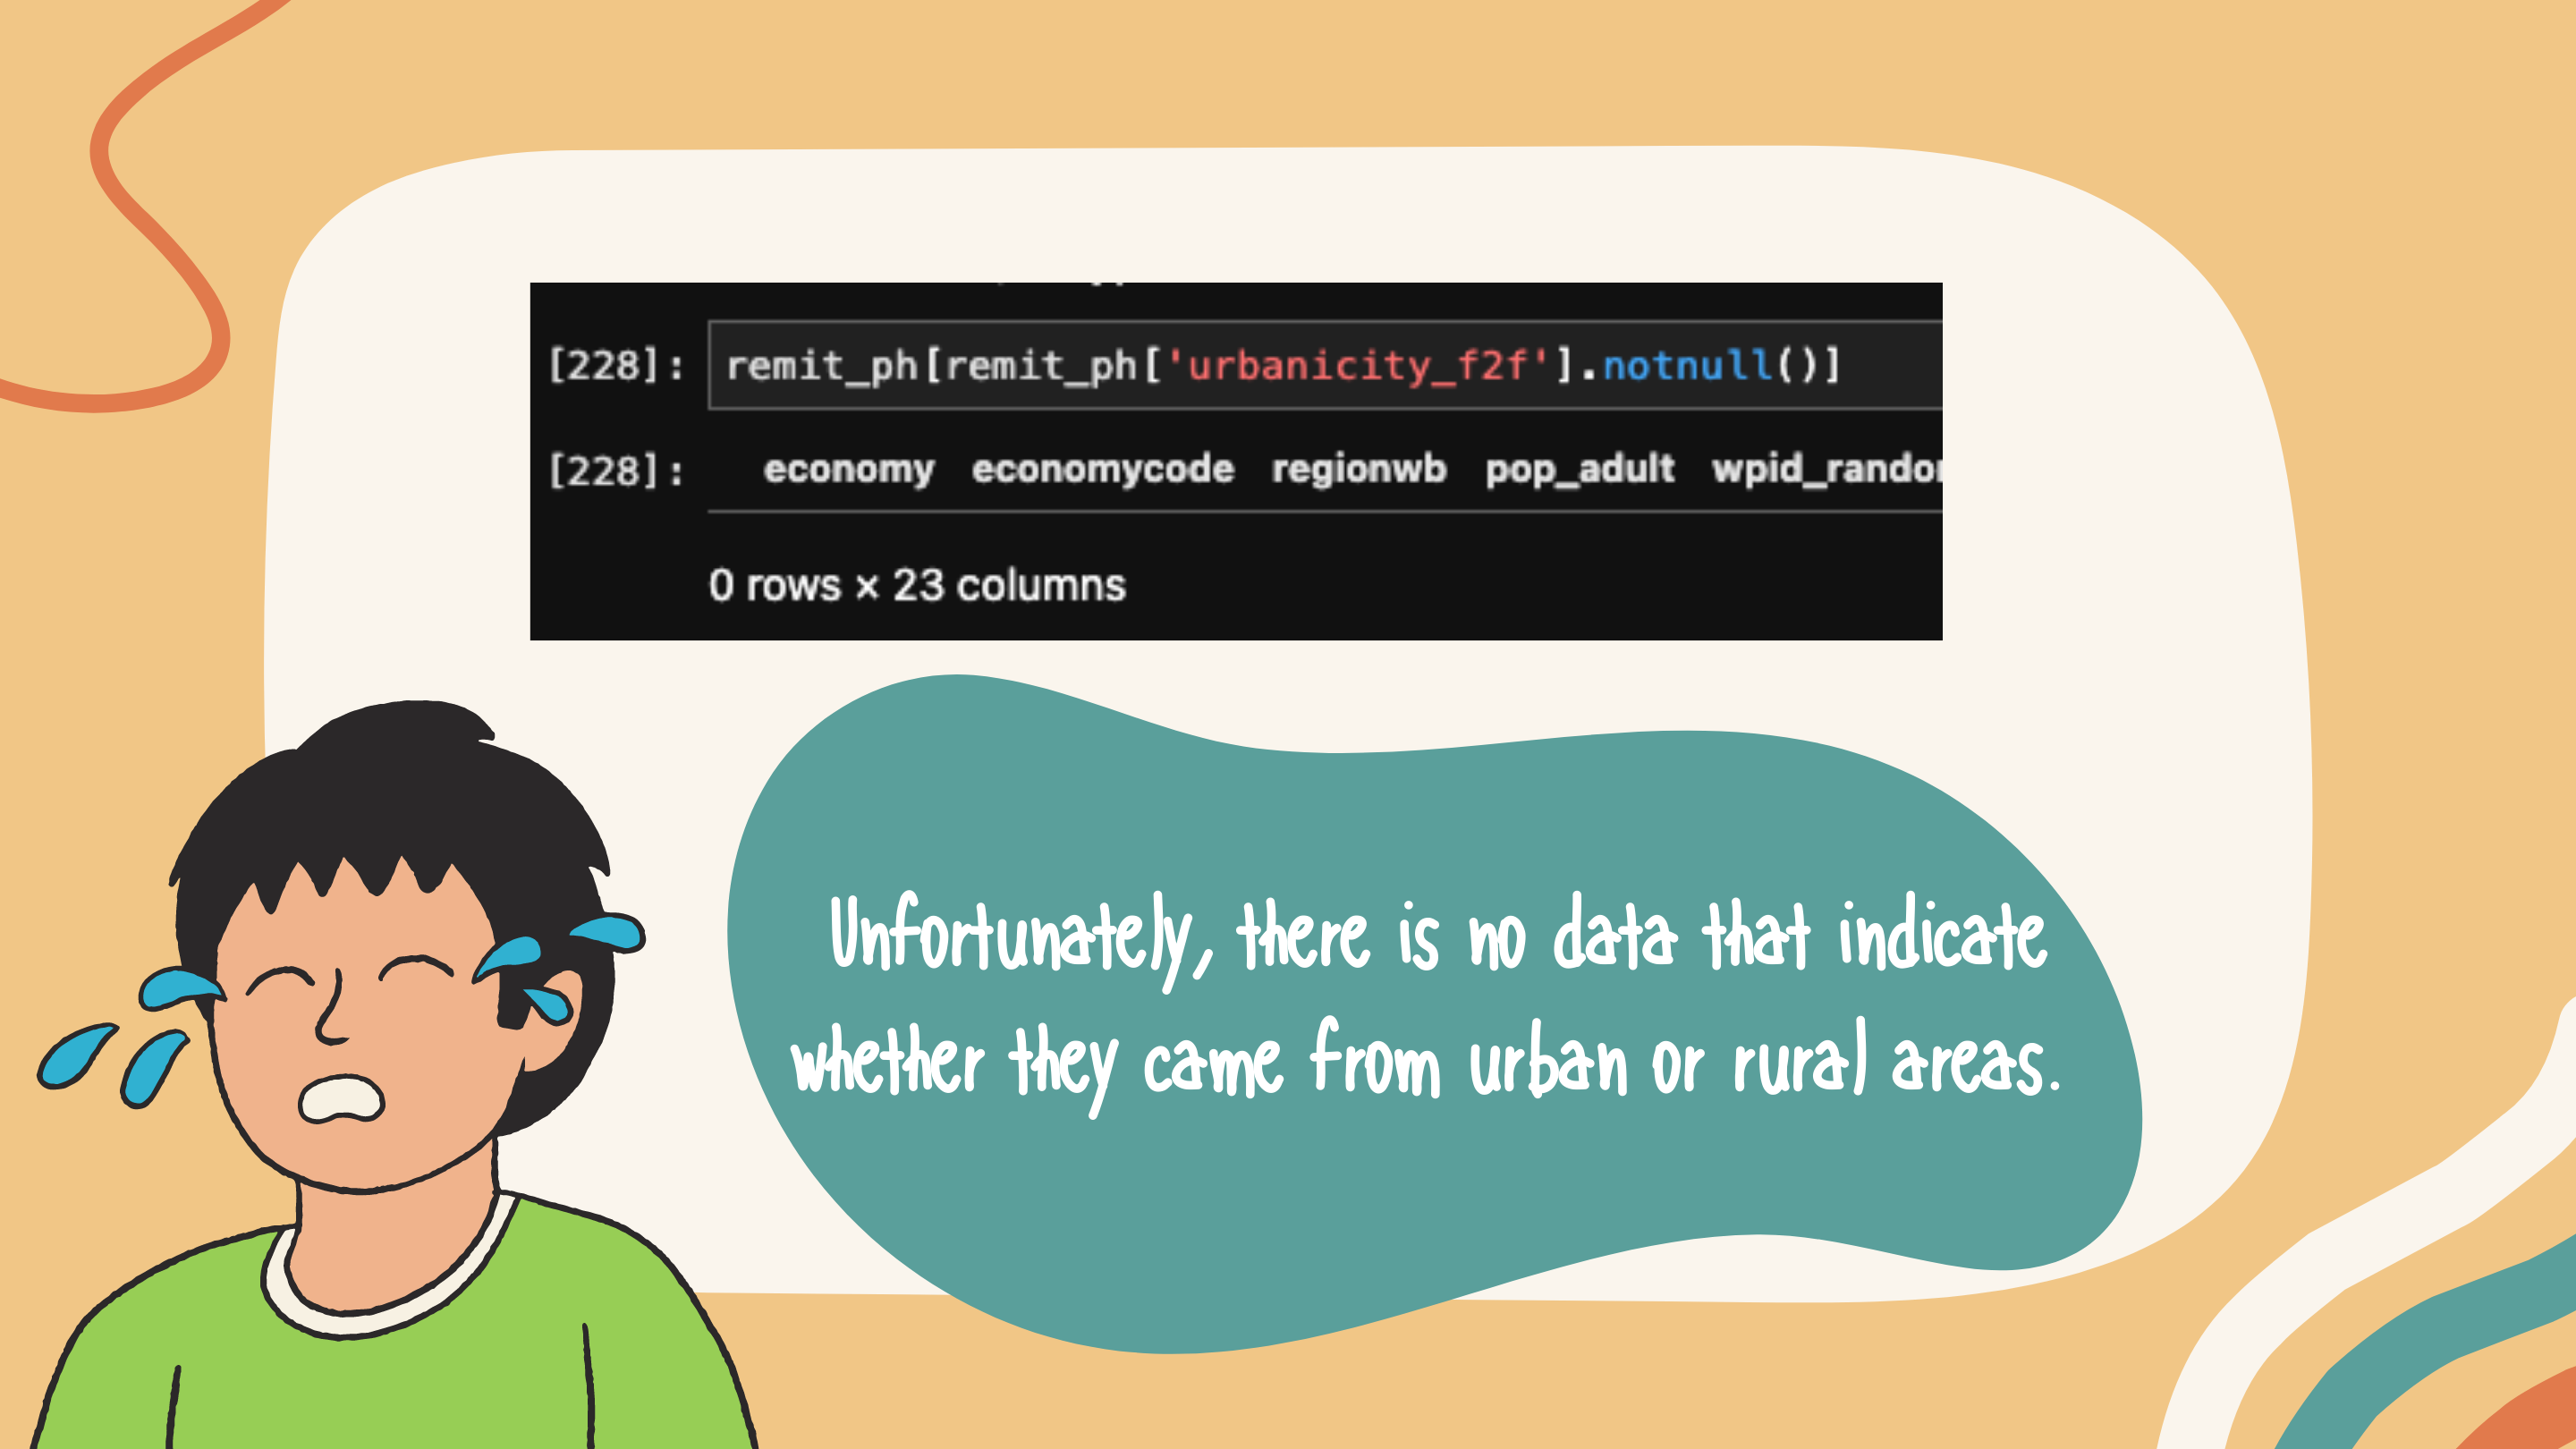 [228]: remit_ph[remit_ph['urbanicity_f2f'].notnull()]
[228]: economy economycode regionwb pop_adult
0 rows × 23 columns
Unfortunately, there is no data that indicate
whether they came from urban or rural areas.